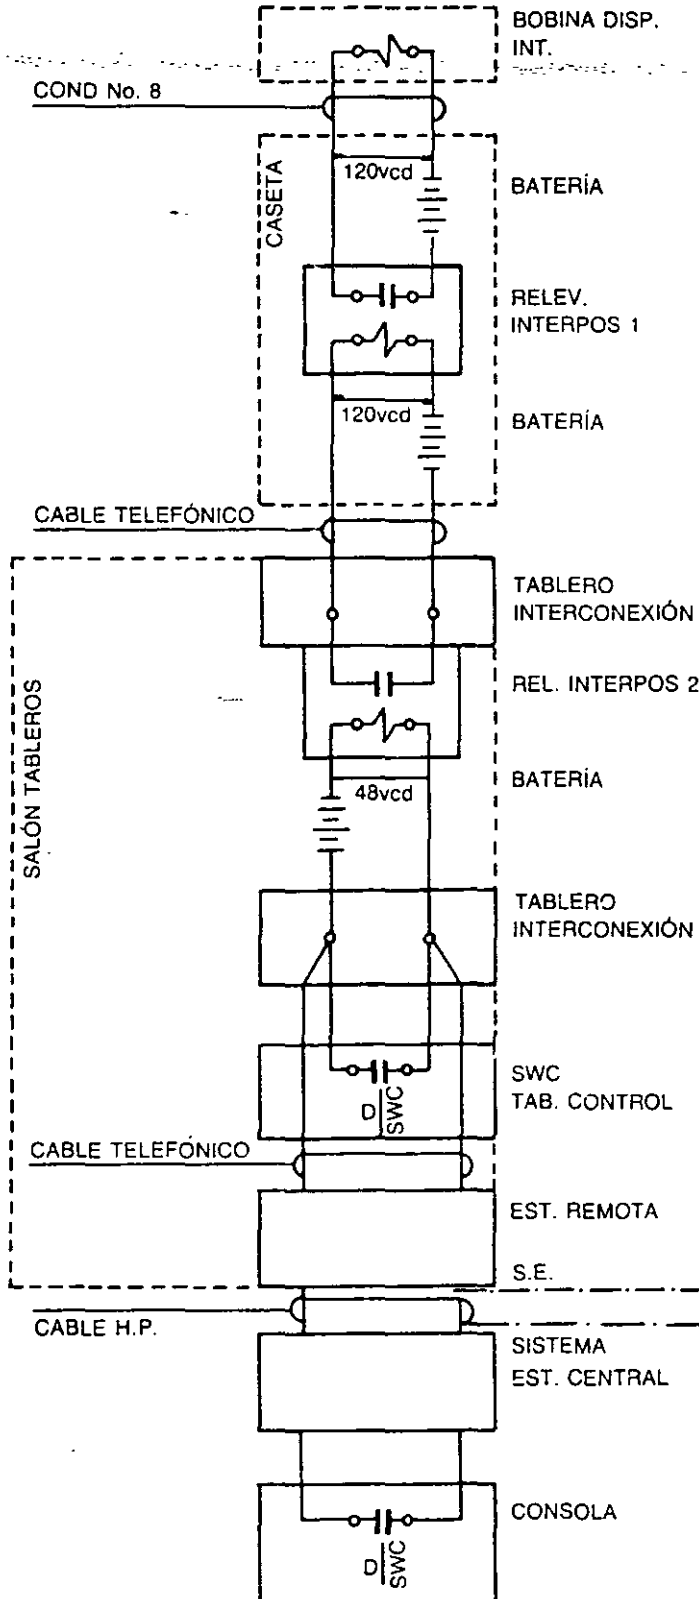 BOBINA DISP.
INT.
COND No. 8
CASETA
120vcd
BATERÍA
RELEV.
INTERPOS 1
120vcd
BATERÍA
CABLE TELEFÓNICO
TABLERO
INTERCONEXIÓN
SALÓN TABLEROS
REL. INTERPOS 2
BATERÍA
48vcd
TABLERO
INTERCONEXIÓN
SWC
TAB. CONTROL
D
SWC
CABLE TELEFÓNICO
EST. REMOTA
S.E.
CABLE H.P.
SISTEMA
EST. CENTRAL
CONSOLA
D
SWC